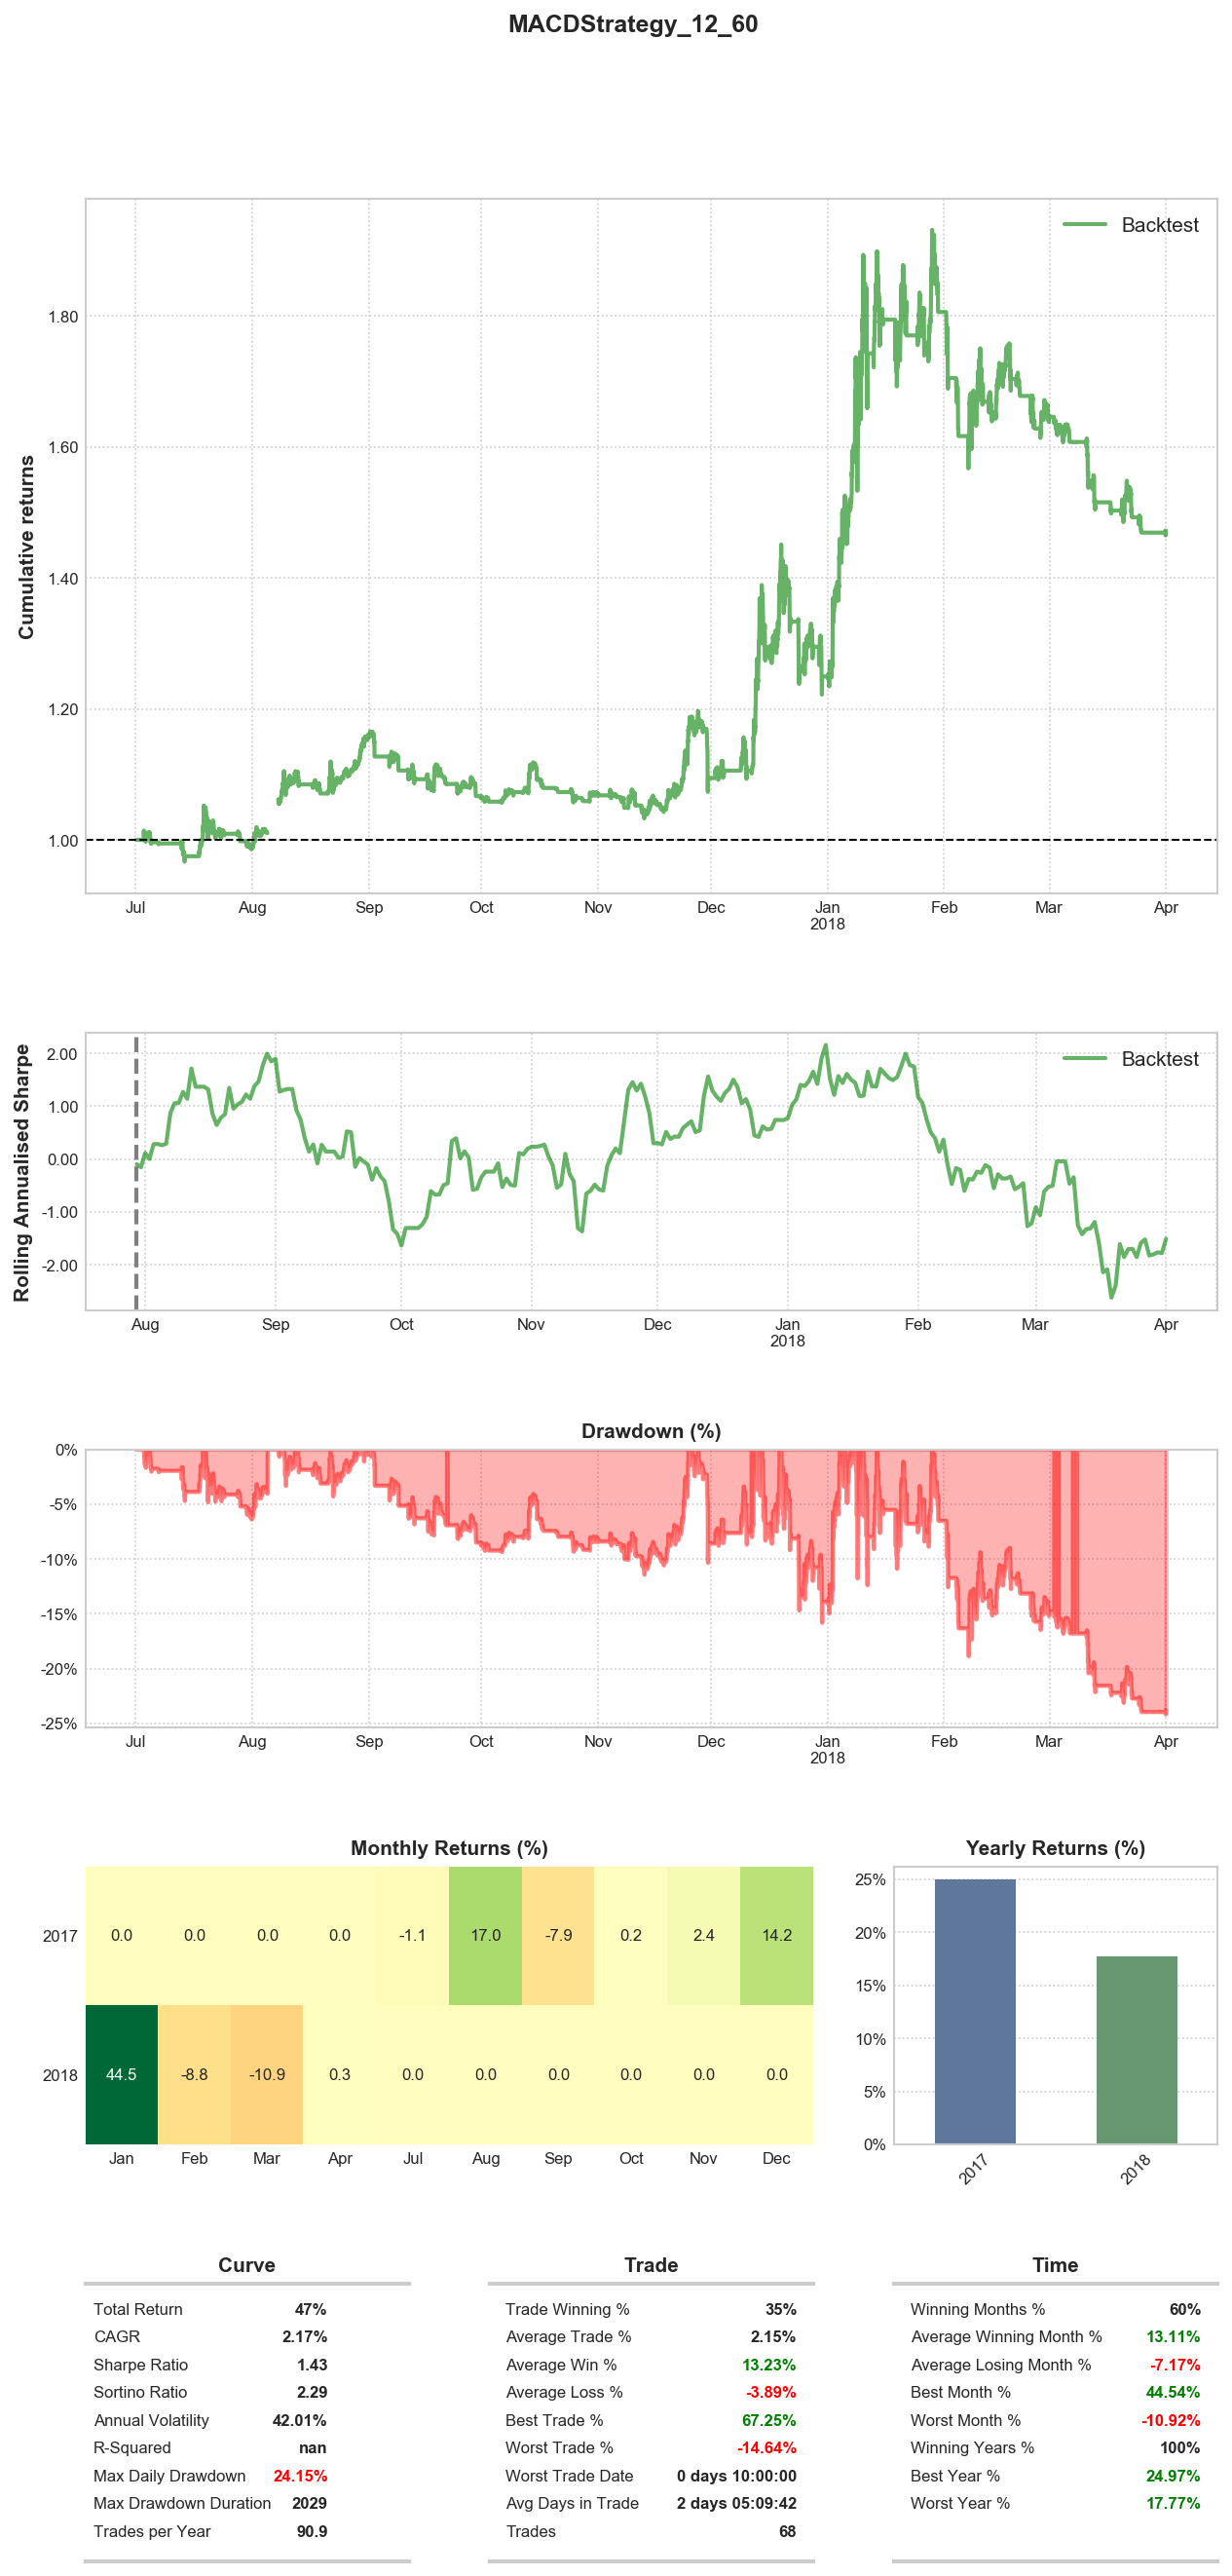 MACDStrategy_12_60
Backtest
Cumulative returns
1.80
1.60
1.40
1.20
1.00
Jul Aug Sep Oct Nov Dec Jan Feb Mar Apr
2018
Backtest
Rolling Annualised Sharpe
2.00
1.00
0.00
-1.00
-2.00
Aug Sep Oct Nov Dec Jan Feb Mar Apr
2018
Drawdown (%)
0%
-5%
-10%
-15%
-20%
-25%
Jul Aug Sep Oct Nov Dec Jan Feb Mar Apr
2018
Monthly Returns (%)
2017 0.0 0.0 0.0 0.0 -1.1 17.0 -7.9 0.2 2.4 14.2
2018 44.5 -8.8 -10.9 0.3 0.0 0.0 0.0 0.0 0.0 0.0
Jan Feb Mar Apr Jul Aug Sep Oct Nov Dec
Yearly Returns (%)
25%
20%
15%
10%
5%
0%
2017 2018
Curve
Total Return 47%
CAGR 2.17%
Sharpe Ratio 1.43
Sortino Ratio 2.29
Annual Volatility 42.01%
R-Squared nan
Max Daily Drawdown 24.15%
Max Drawdown Duration 2029
Trades per Year 90.9
Trade
Trade Winning % 35%
Average Trade % 2.15%
Average Win % 13.23%
Average Loss % -3.89%
Best Trade % 67.25%
Worst Trade % -14.64%
Worst Trade Date 0 days 10:00:00
Avg Days in Trade 2 days 05:09:42
Trades 68
Time
Winning Months % 60%
Average Winning Month % 13.11%
Average Losing Month % -7.17%
Best Month % 44.54%
Worst Month % -10.92%
Winning Years % 100%
Best Year % 24.97%
Worst Year % 17.77%